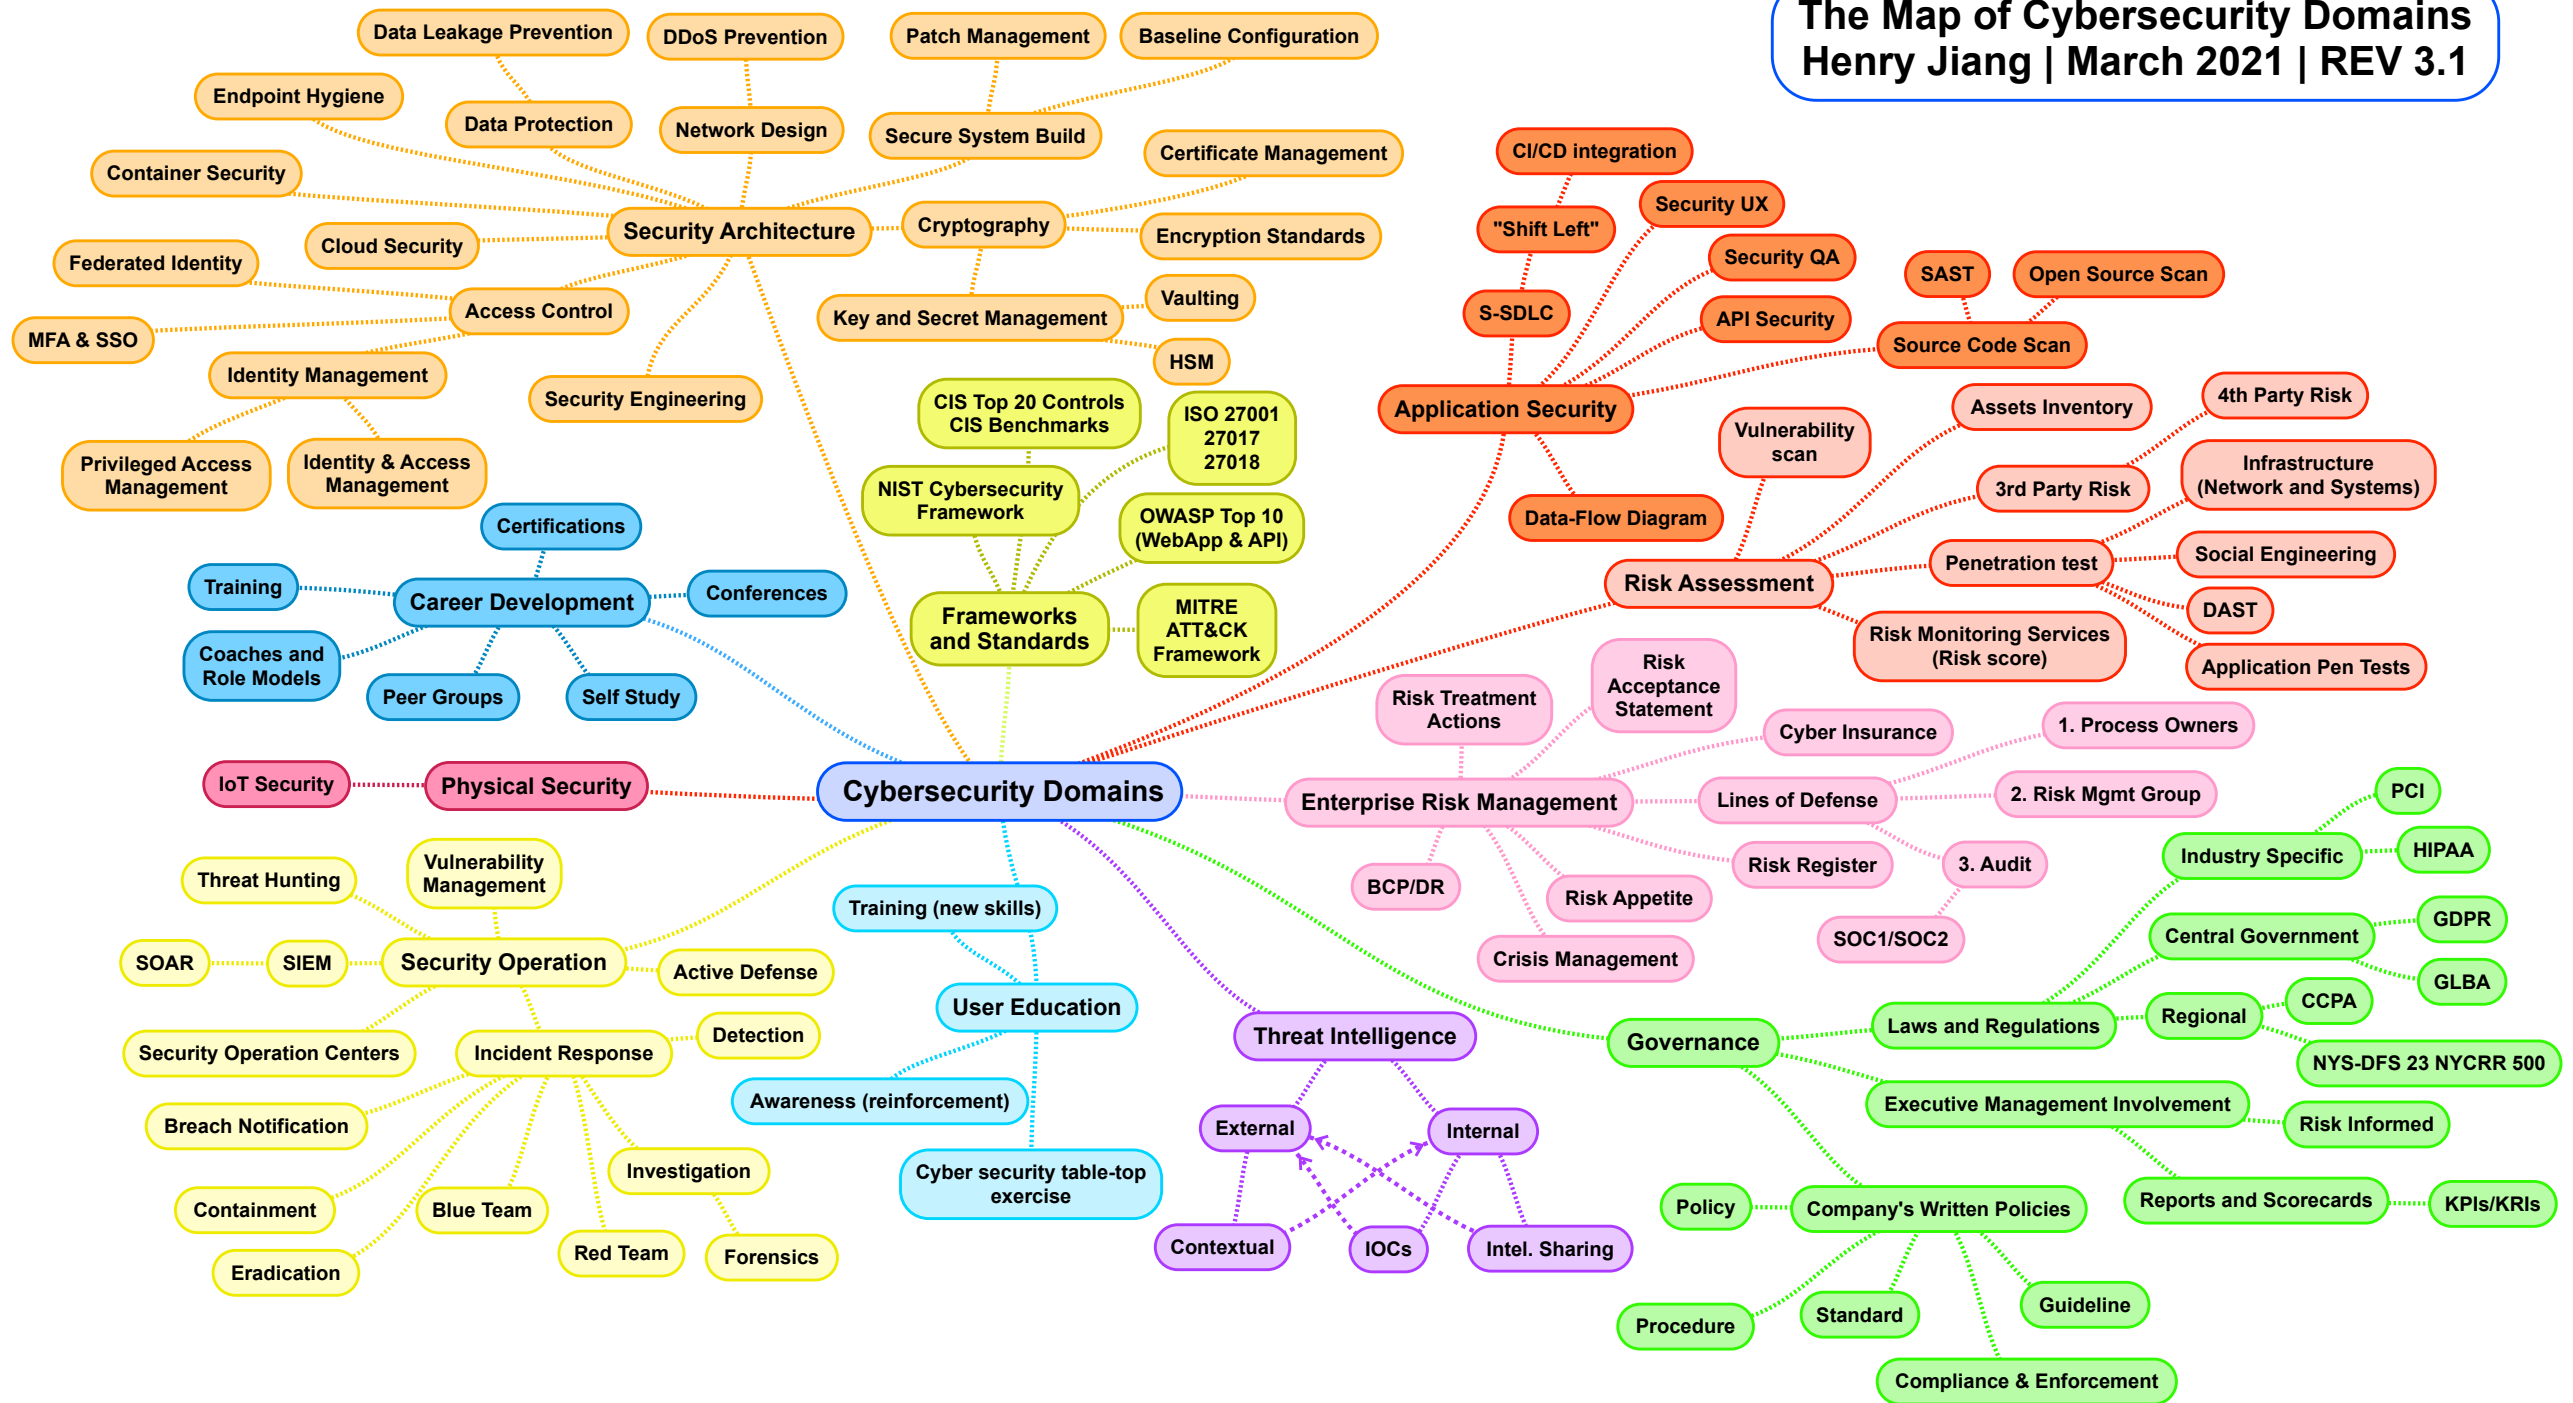 The Map of Cybersecurity Domains
Henry Jiang | March 2021 | REV 3.1
Data Leakage Prevention
DDoS Prevention
Patch Management
Baseline Configuration
Endpoint Hygiene
Data Protection
Network Design
Secure System Build
Certificate Management
Container Security
Security Architecture
Cryptography
Encryption Standards
Cloud Security
Federated Identity
Access Control
Key and Secret Management
Vaulting
HSM
MFA & SSO
Identity Management
Security Engineering
Privileged Access
Management
Identity & Access
Management
CI/CD integration
Security UX
"Shift Left"
Security QA
SAST
Open Source Scan
S-SDLC
API Security
Source Code Scan
Application Security
Data-Flow Diagram
CIS Top 20 Controls
CIS Benchmarks
ISO 27001
27017
27018
NIST Cybersecurity
Framework
OWASP Top 10
(WebApp & API)
Frameworks
and Standards
MITRE
ATT&CK
Framework
Vulnerability
scan
Assets Inventory
4th Party Risk
3rd Party Risk
Infrastructure
(Network and Systems)
Penetration test
Social Engineering
Risk Assessment
DAST
Risk Monitoring Services
(Risk score)
Application Pen Tests
Certifications
Training
Career Development
Conferences
Coaches and
Role Models
Peer Groups
Self Study
IoT Security
Physical Security
Cybersecurity Domains
Risk Treatment
Actions
Risk
Acceptance
Statement
Cyber Insurance
1. Process Owners
Enterprise Risk Management
Lines of Defense
2. Risk Mgmt Group
Risk Register
3. Audit
BCP/DR
Risk Appetite
SOC1/SOC2
Crisis Management
Threat Hunting
Vulnerability
Management
SOAR
SIEM
Security Operation
Active Defense
Security Operation Centers
Incident Response
Detection
Breach Notification
Investigation
Containment
Blue Team
Red Team
Forensics
Eradication
Training (new skills)
User Education
Awareness (reinforcement)
Cyber security table-top
exercise
Threat Intelligence
External
Internal
Contextual
IOCs
Intel. Sharing
PCI
Industry Specific
HIPAA
Central Government
GDPR
GLBA
Governance
Laws and Regulations
Regional
CCPA
NYS-DFS 23 NYCRR 500
Executive Management Involvement
Risk Informed
Reports and Scorecards
KPIs/KRIs
Policy
Company's Written Policies
Procedure
Standard
Guideline
Compliance & Enforcement